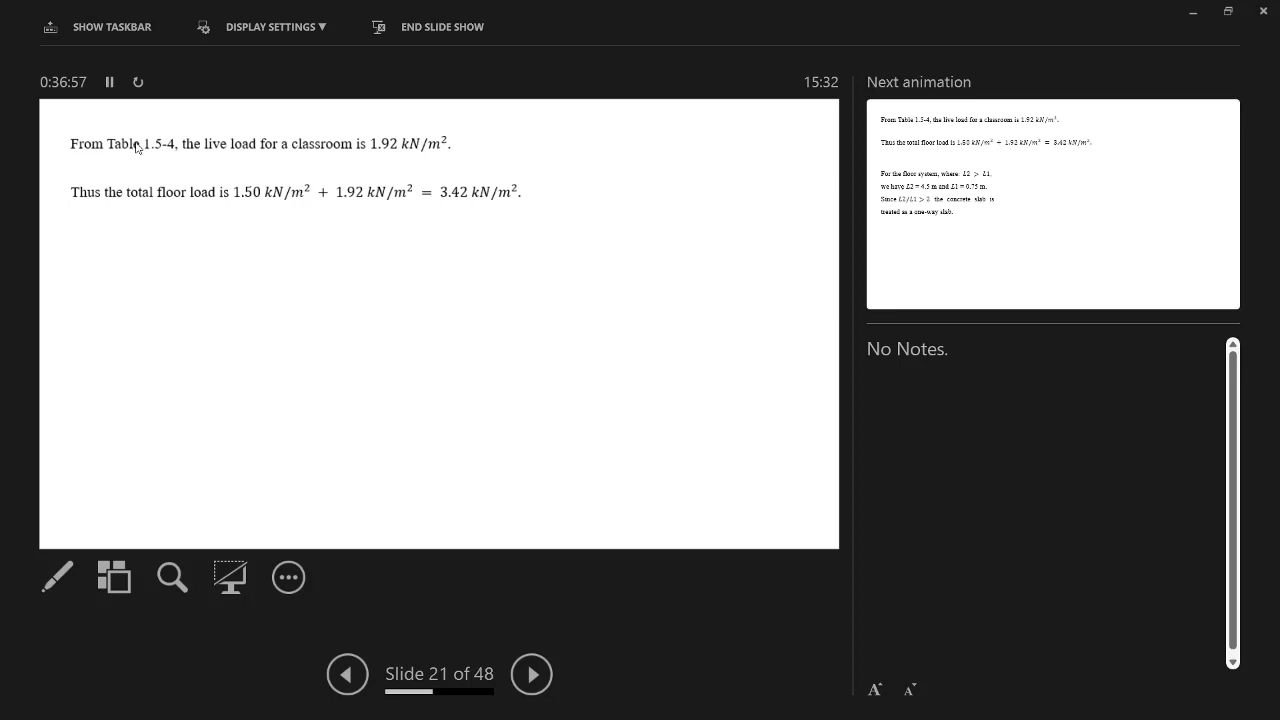 SHOW TASKBAR DISPLAY SETTINGS ▼ END SLIDE SHOW
0:36:57 15:32 Next animation
From Table 1.5-4, the live load for a classroom is 1.92 kN/m².
Thus the total floor load is 1.50 kN/m² + 1.92 kN/m² = 3.42 kN/m².
From Table 1.5-4, the live load for a classroom is 1.92 kN/m².
Thus the total floor load is 1.50 kN/m² + 1.92 kN/m² = 3.42 kN/m².
For the floor system, where: L2 > L1,
we have L2 = 4.5 m and L1 = 0.75 m.
Since L2/L1 > 2 the concrete slab is
treated as a one-way slab.
No Notes.
Slide 21 of 48
A A